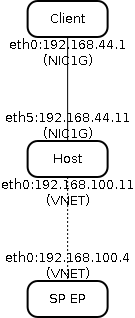 Client
eth0:192.168.44.1
(NIC1G)
eth5:192.168.44.11
(NIC1G)
Host
eth0:192.168.100.11
(VNET)
eth0:192.168.100.4
(VNET)
SP EP